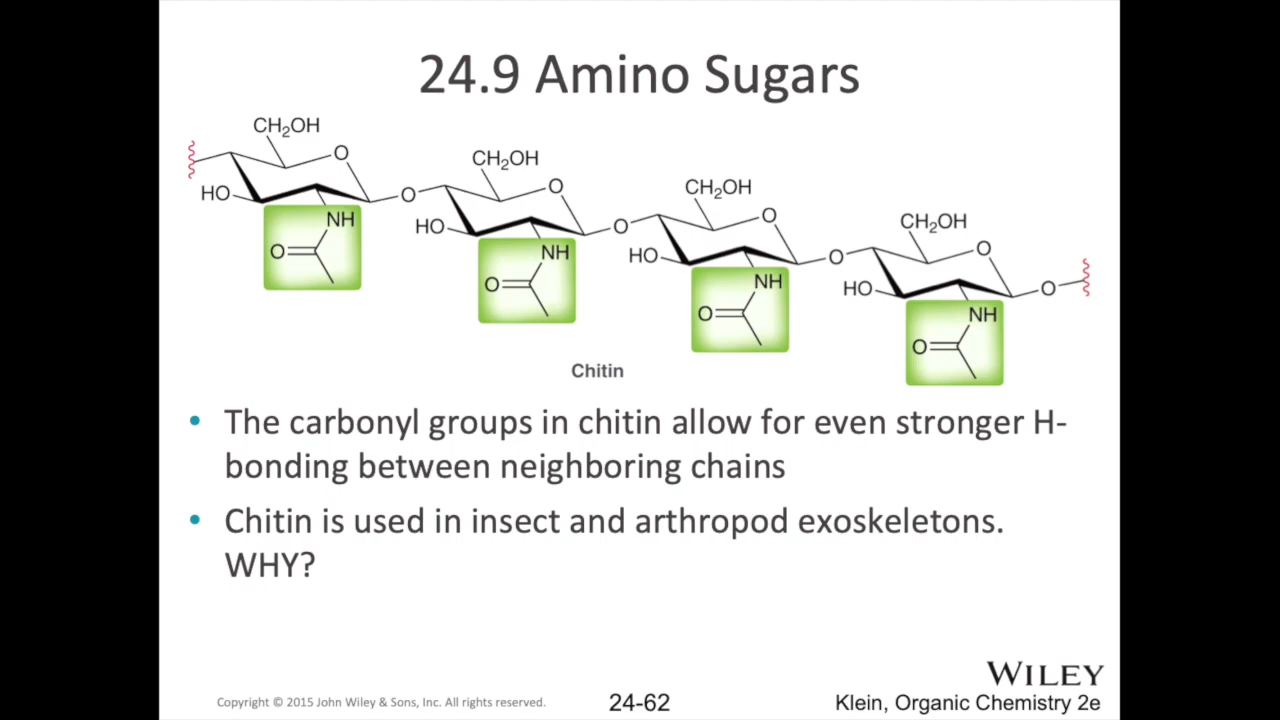 24.9 Amino Sugars
CH₂OH
O
HO
O
NH
O
CH₂OH
O
HO
O
NH
O
CH₂OH
O
HO
O
NH
O
CH₂OH
O
HO
O
NH
O
Chitin
• The carbonyl groups in chitin allow for even stronger H-
bonding between neighboring chains
• Chitin is used in insect and arthropod exoskeletons.
WHY?
WILEY
Copyright © 2015 John Wiley & Sons, Inc. All rights reserved.
24-62
Klein, Organic Chemistry 2e